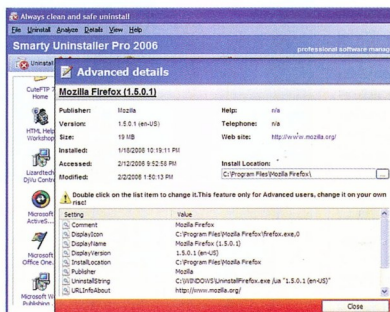 Always clean and safe uninstall
File Uninstall Analyze Details View Help
Smarty Uninstaller Pro 2006
professional software manag
Uninstall
Advanced details
CuteFTP 7
Home
HTML Help
Workshop
Lizardtech
DjVu Control
Microsoft
ActiveS...
Microsoft
Office One.
Microsoft W
Publishing
Mozilla Firefox (1.5.0.1)
Publisher: Mozilla Help: n/a
Version: 1.5.0.1 (en-US) Telephone: n/a
Size: 19 MB Web site: http://www.mozilla.org/
Installed: 1/18/2006 10:19:11 PM
Accessed: 2/12/2006 9:52:58 PM Install Location:
Modified: 2/2/2006 1:50:13 PM C:\Program Files\Mozilla Firefox\ ...
Double click on the list item to change it.This feature only for Advanced users, change it on your own
risc!
Setting Value
Comment Mozilla Firefox
DisplayIcon C:\Program Files\Mozilla Firefox\firefox.exe,0
DisplayName Mozilla Firefox (1.5.0.1)
DisplayVersion 1.5.0.1 (en-US)
InstallLocation C:\Program Files\Mozilla Firefox
Publisher Mozilla
UninstallString C:\WINDOWS\UninstallFirefox.exe /ua "1.5.0.1 (en-US)"
URLInfoAbout http://www.mozilla.org/
Close